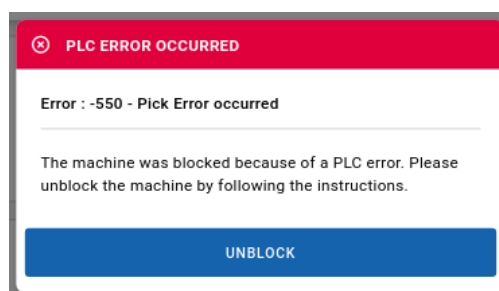 PLC ERROR OCCURRED
Error : -550 - Pick Error occurred
The machine was blocked because of a PLC error. Please
unblock the machine by following the instructions.
UNBLOCK